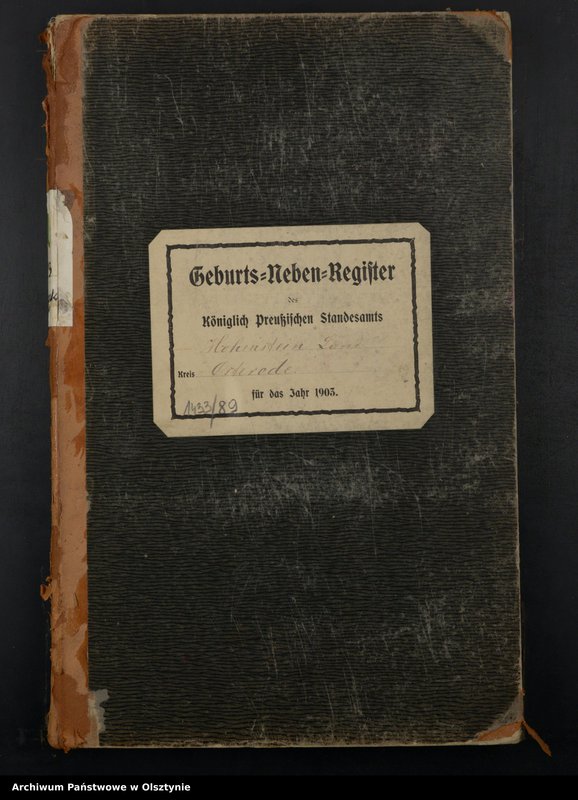 Geburts=Neben=Register
des
Königlich Preußischen Standesamts
Hohenstein Land
Kreis Osterode
für das Jahr 1903.
1433/89
Archiwum Państwowe w Olsztynie